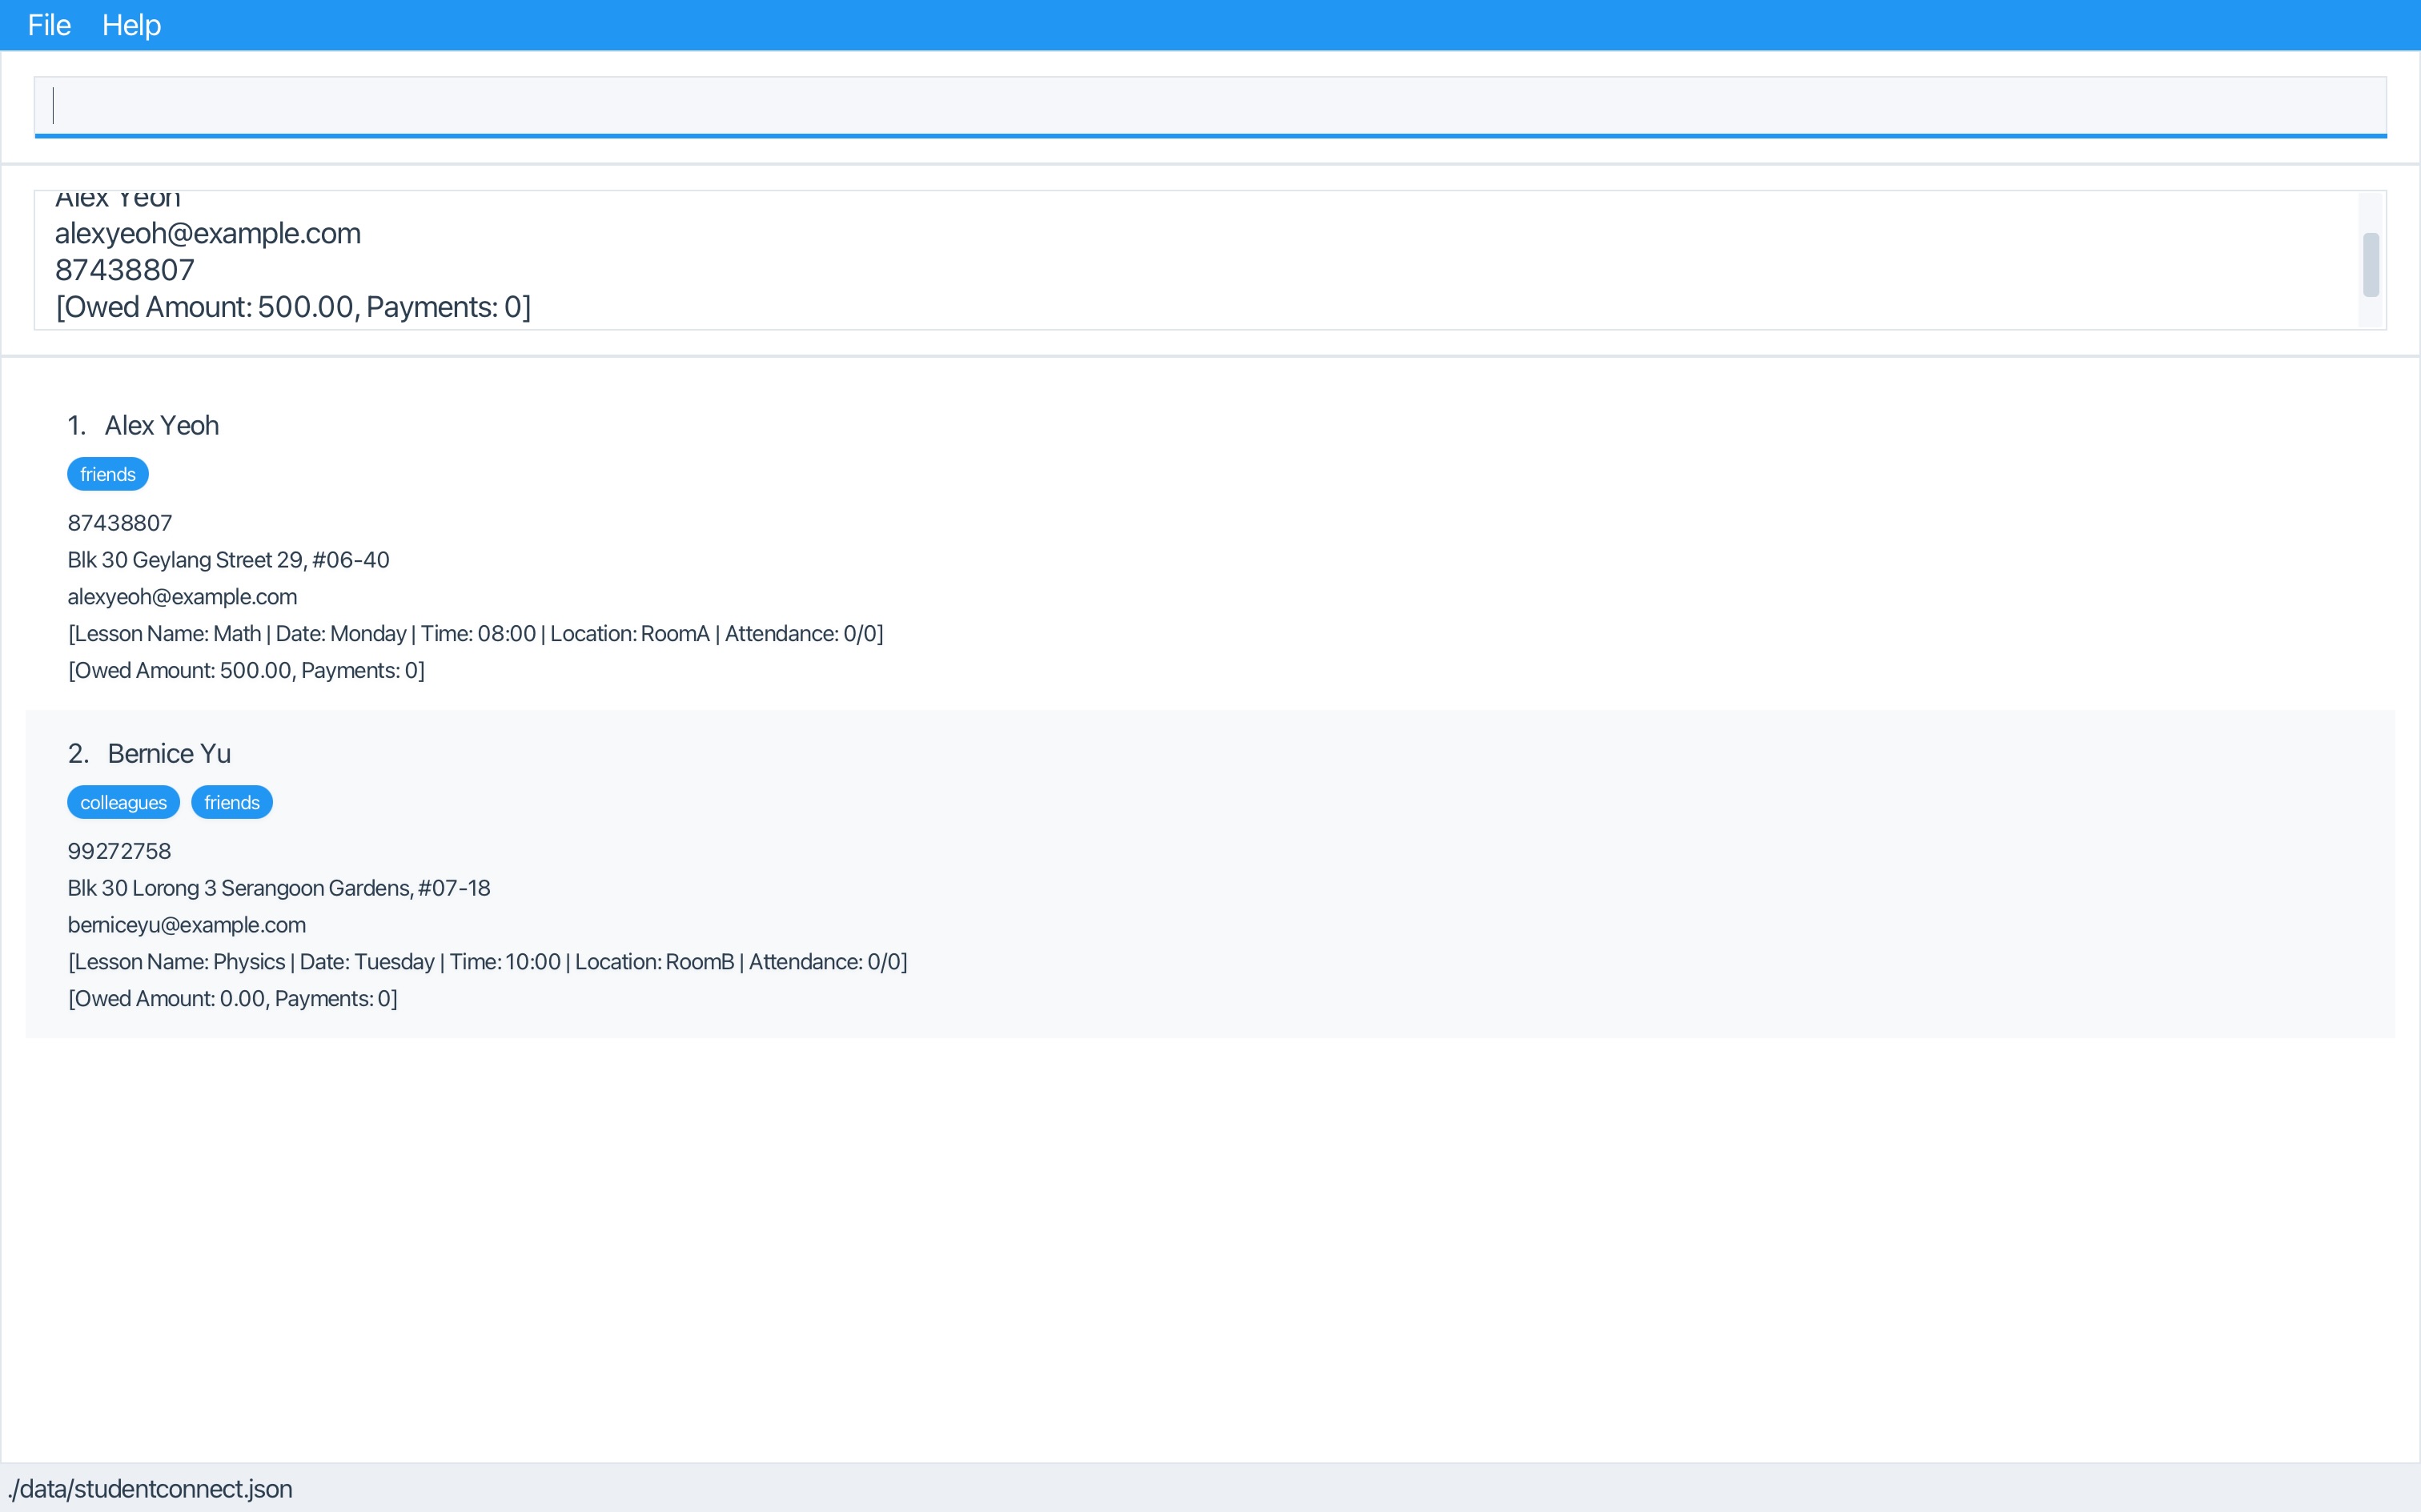 File Help
Alex Yeoh
alexyeoh@example.com
87438807
[Owed Amount: 500.00, Payments: 0]
1. Alex Yeoh
friends
87438807
Blk 30 Geylang Street 29, #06-40
alexyeoh@example.com
[Lesson Name: Math | Date: Monday | Time: 08:00 | Location: RoomA | Attendance: 0/0]
[Owed Amount: 500.00, Payments: 0]
2. Bernice Yu
colleagues friends
99272758
Blk 30 Lorong 3 Serangoon Gardens, #07-18
berniceyu@example.com
[Lesson Name: Physics | Date: Tuesday | Time: 10:00 | Location: RoomB | Attendance: 0/0]
[Owed Amount: 0.00, Payments: 0]
./data/studentconnect.json